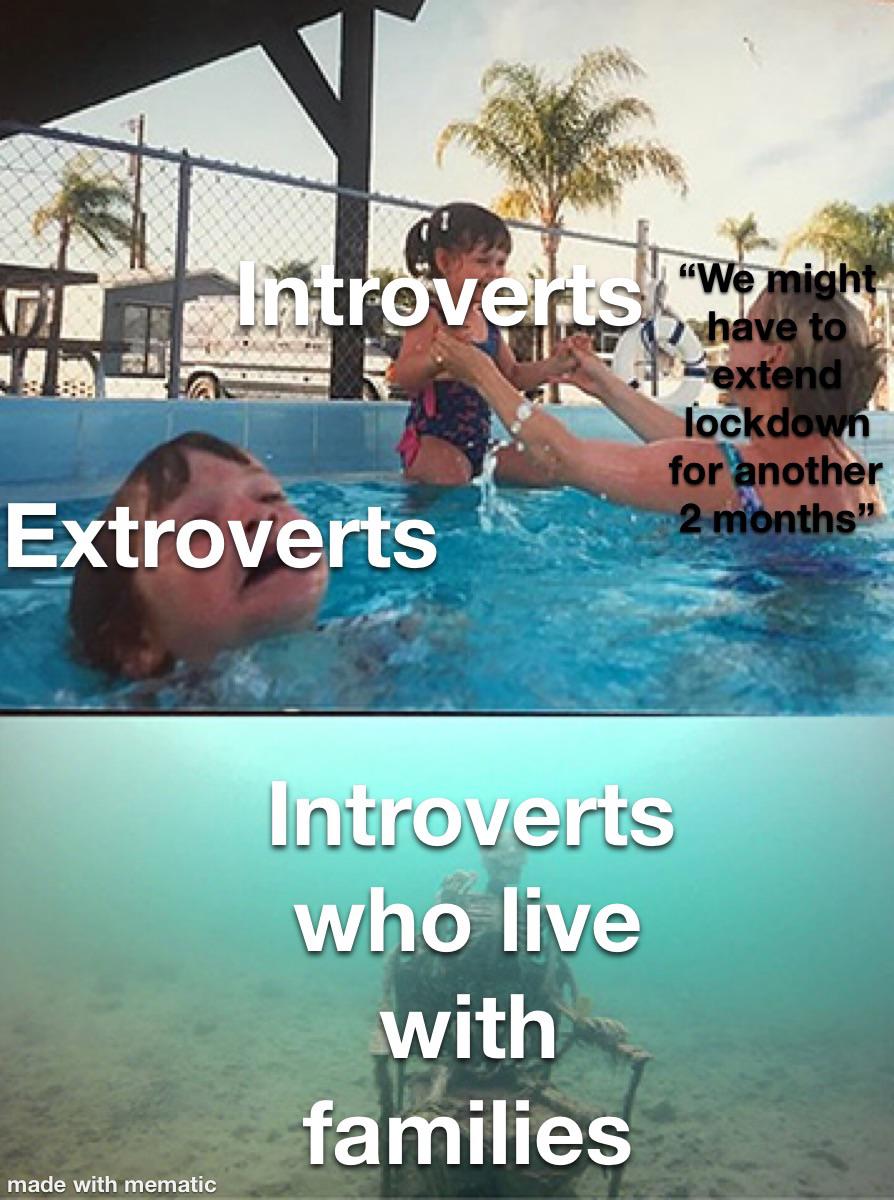 Introverts
“We might
have to
extend
lockdown
for another
2 months”
Extroverts
Introverts
who live
with
families
made with mematic